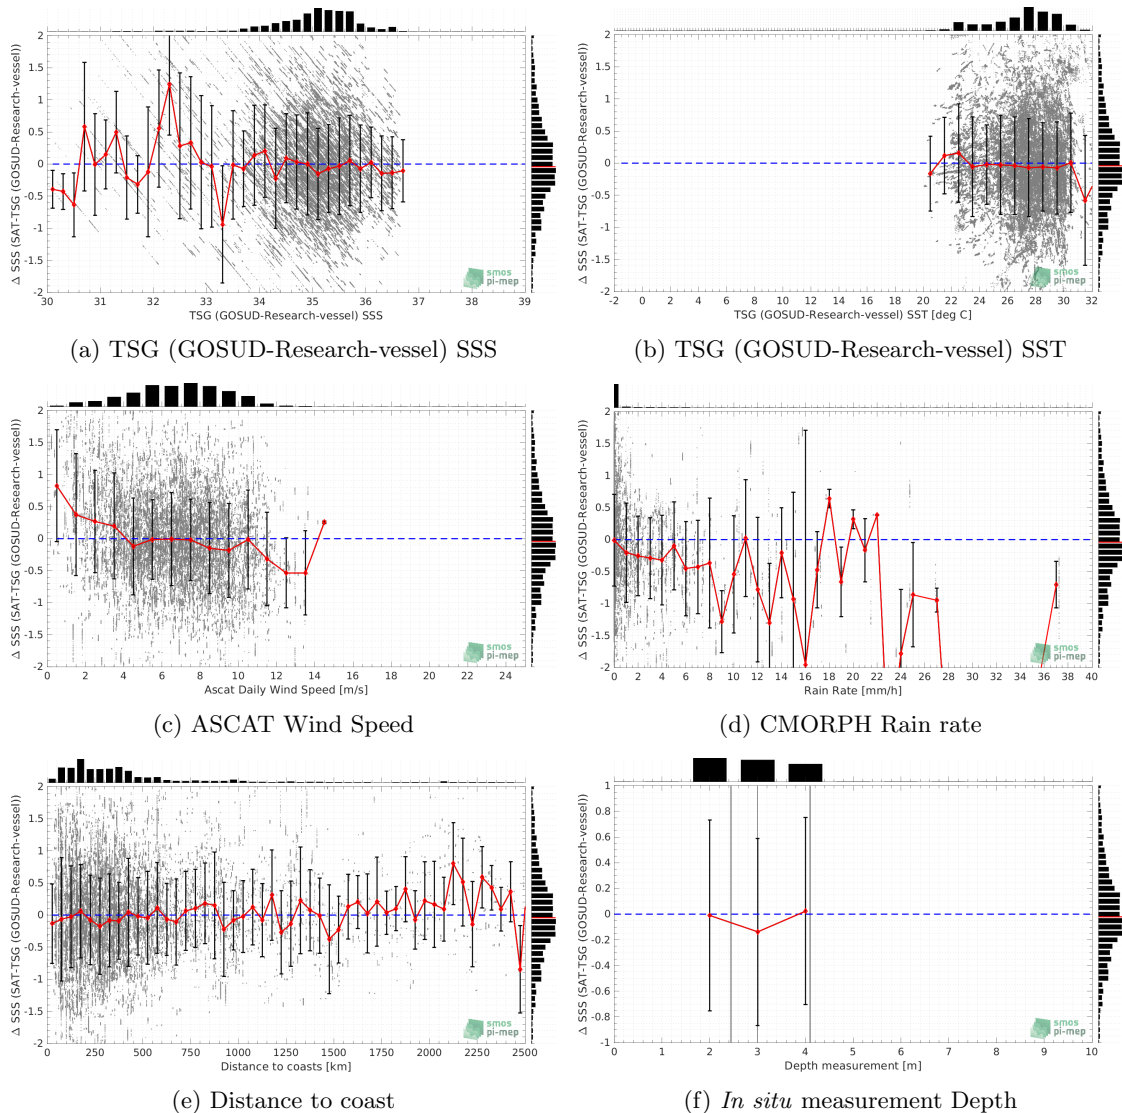 Δ SSS (SAT-TSG (GOSUD-Research-vessel))
2
1.5
1
0.5
0
-0.5
-1
-1.5
-2
30 31 32 33 34 35 36 37 38 39
TSG (GOSUD-Research-vessel) SSS
smos
pi-mep
(a) TSG (GOSUD-Research-vessel) SSS
Δ SSS (SAT-TSG (GOSUD-Research-vessel))
2
1.5
1
0.5
0
-0.5
-1
-1.5
-2
-2 0 2 4 6 8 10 12 14 16 18 20 22 24 26 28 30 32
TSG (GOSUD-Research-vessel) SST [deg C]
smos
pi-mep
(b) TSG (GOSUD-Research-vessel) SST
Δ SSS (SAT-TSG (GOSUD-Research-vessel))
2
1.5
1
0.5
0
-0.5
-1
-1.5
-2
0 2 4 6 8 10 12 14 16 18 20 22 24
Ascat Daily Wind Speed [m/s]
smos
pi-mep
(c) ASCAT Wind Speed
Δ SSS (SAT-TSG (GOSUD-Research-vessel))
2
1.5
1
0.5
0
-0.5
-1
-1.5
-2
0 2 4 6 8 10 12 14 16 18 20 22 24 26 28 30 32 34 36 38 40
Rain Rate [mm/h]
smos
pi-mep
(d) CMORPH Rain rate
Δ SSS (SAT-TSG (GOSUD-Research-vessel))
2
1.5
1
0.5
0
-0.5
-1
-1.5
-2
0 250 500 750 1000 1250 1500 1750 2000 2250 2500
Distance to coasts [km]
smos
pi-mep
(e) Distance to coast
Δ SSS (SAT-TSG (GOSUD-Research-vessel))
1
0.8
0.6
0.4
0.2
0
-0.2
-0.4
-0.6
-0.8
-1
0 1 2 3 4 5 6 7 8 9 10
Depth measurement [m]
smos
pi-mep
(f) In situ measurement Depth